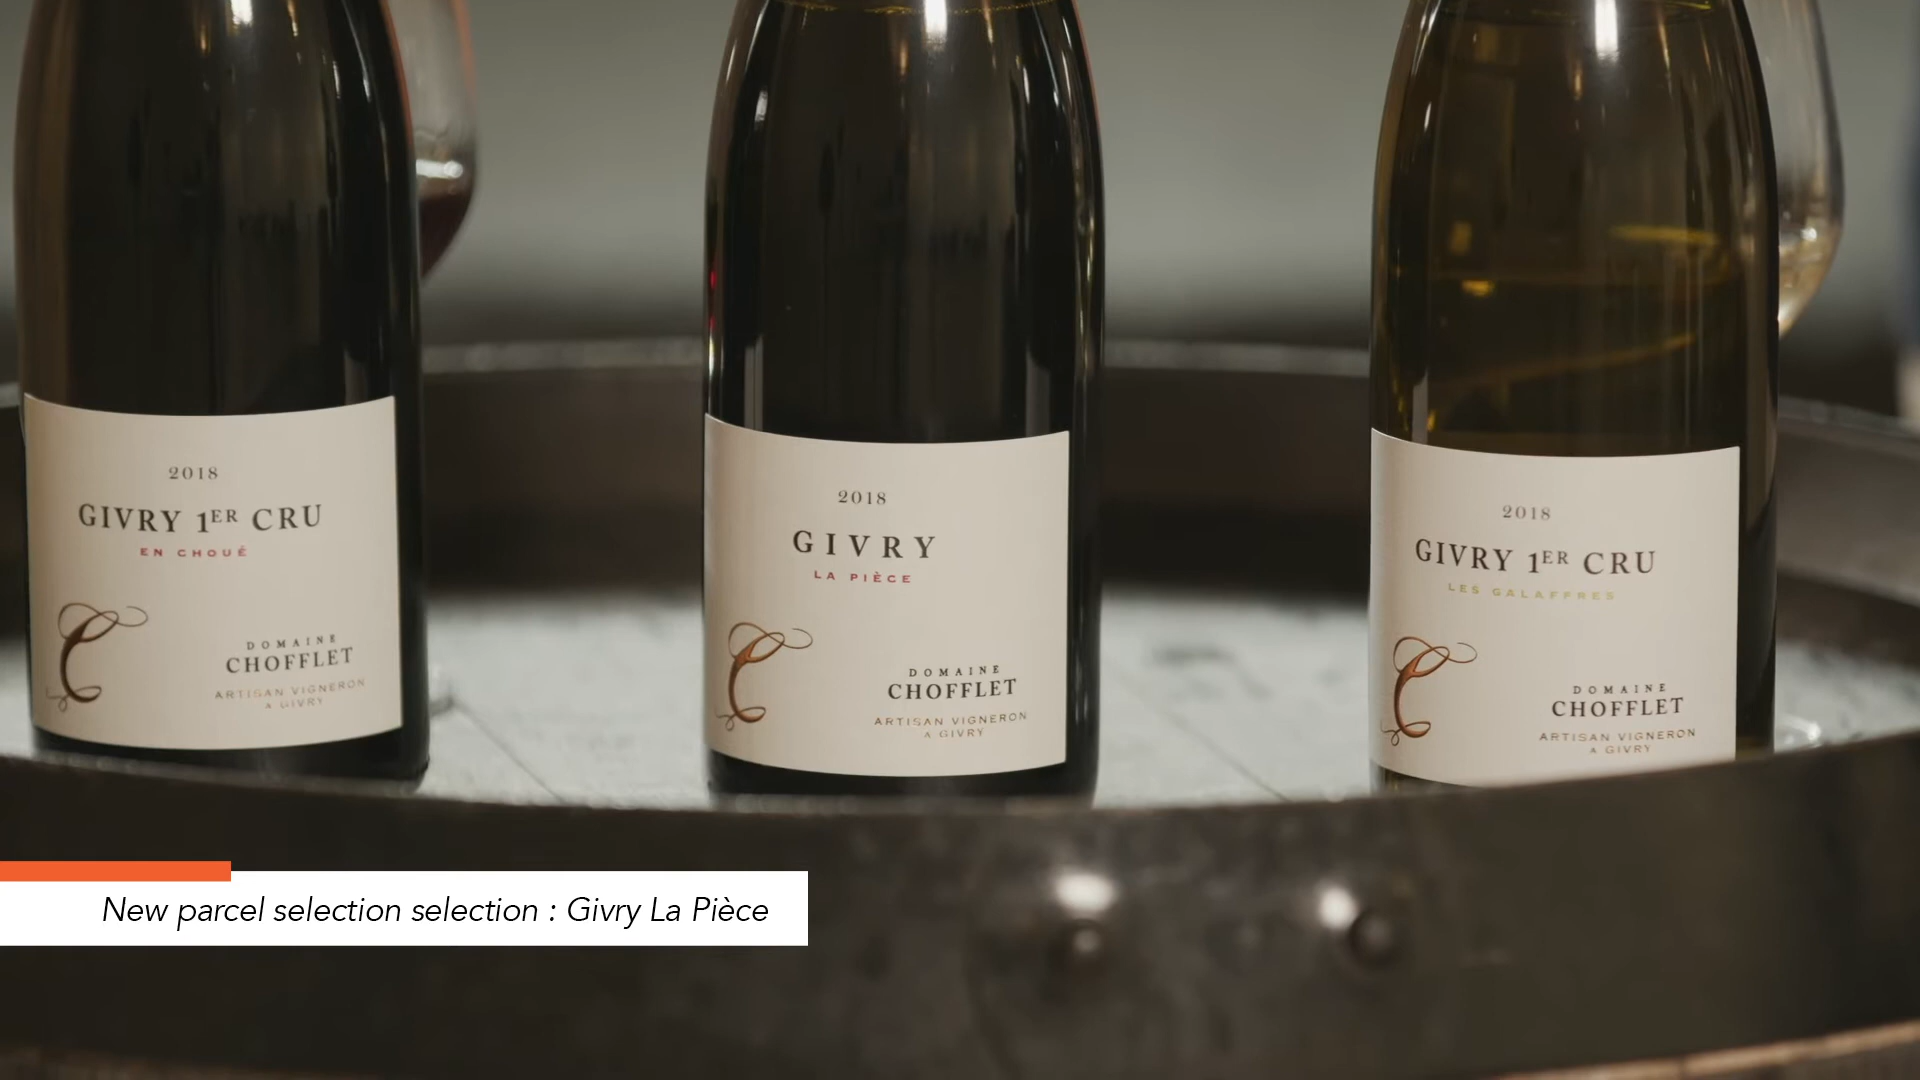 2018
GIVRY 1ER CRU
EN CHOUÉ
DOMAINE
CHOFFLET
ARTISAN VIGNERON
A GIVRY
2018
GIVRY
LA PIÈCE
DOMAINE
CHOFFLET
ARTISAN VIGNERON
A GIVRY
2018
GIVRY 1ER CRU
LES GALAFFRES
DOMAINE
CHOFFLET
ARTISAN VIGNERON
A GIVRY
New parcel selection selection : Givry La Pièce